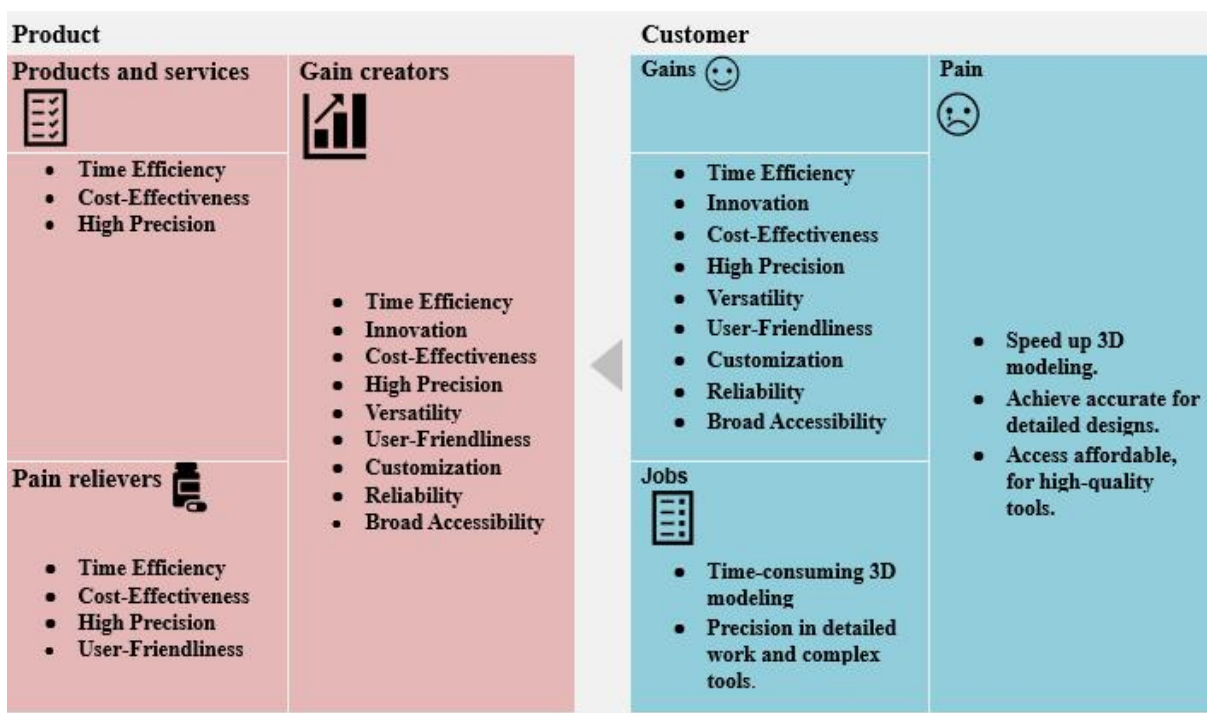 Product
Products and services
Time Efficiency
Cost-Effectiveness
High Precision
Pain relievers
Time Efficiency
Cost-Effectiveness
High Precision
User-Friendliness
Gain creators
Time Efficiency
Innovation
Cost-Effectiveness
High Precision
Versatility
User-Friendliness
Customization
Reliability
Broad Accessibility
Customer
Gains
Time Efficiency
Innovation
Cost-Effectiveness
High Precision
Versatility
User-Friendliness
Customization
Reliability
Broad Accessibility
Jobs
Time-consuming 3D
modeling
Precision in detailed
work and complex
tools.
Pain
Speed up 3D
modeling.
Achieve accurate for
detailed designs.
Access affordable,
for high-quality
tools.